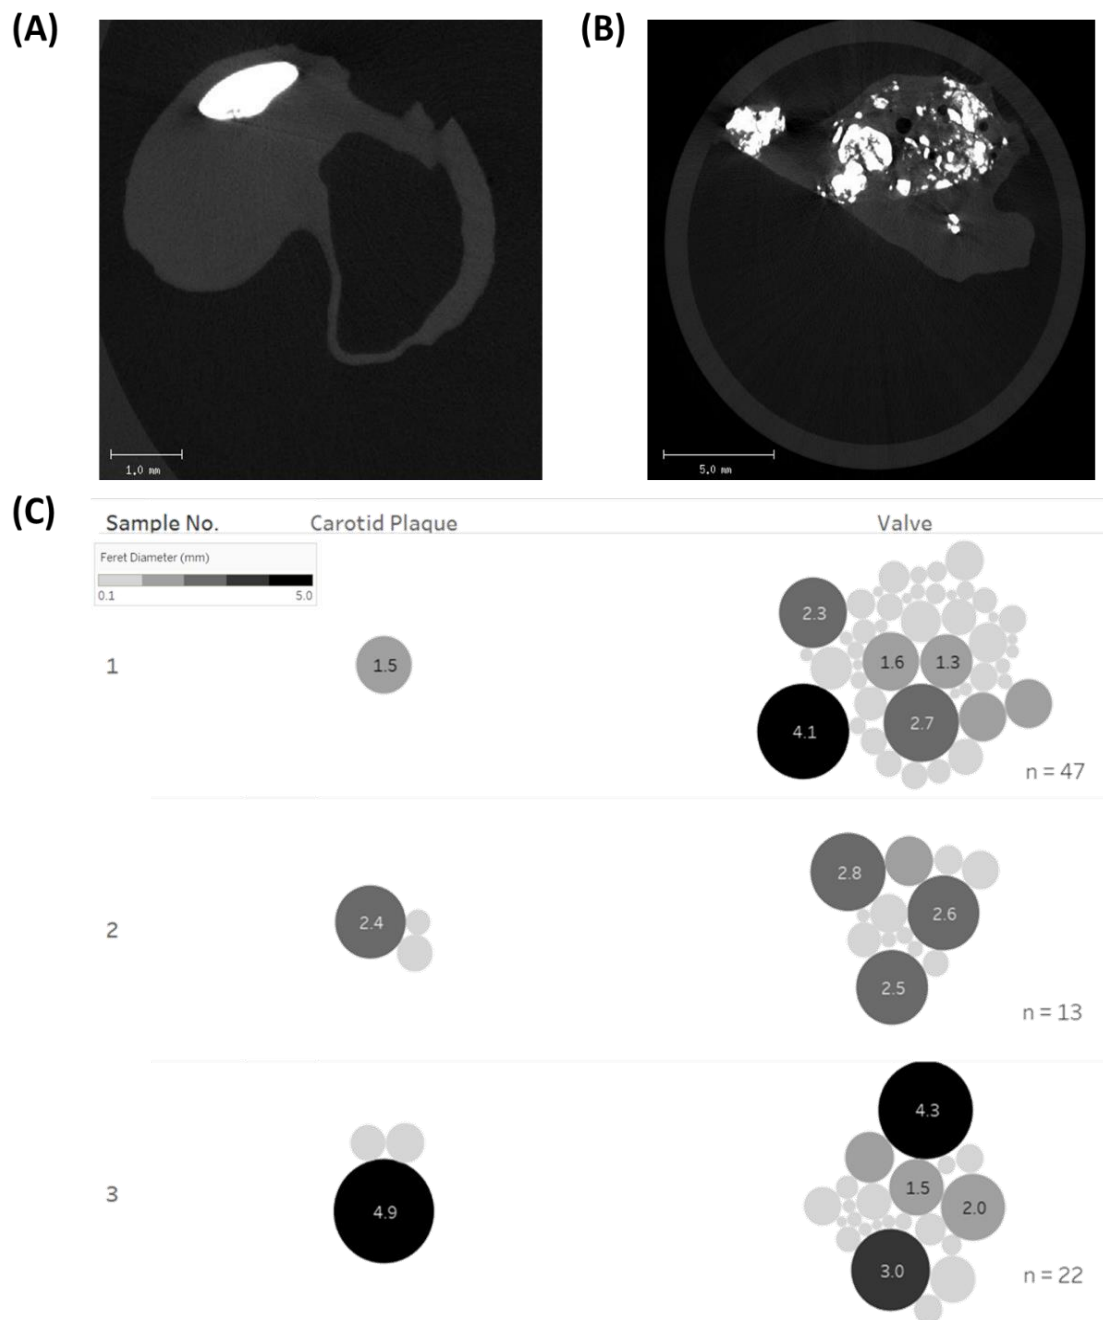 (A)
(B)
1.0 mm
5.0 mm
(C)
Sample No.
Carotid Plaque
Valve
Feret Diameter (mm)
0.1
5.0
1
1.5
2.3
1.6
1.3
4.1
2.7
n = 47
2
2.4
2.8
2.6
2.5
n = 13
3
4.9
4.3
1.5
2.0
3.0
n = 22